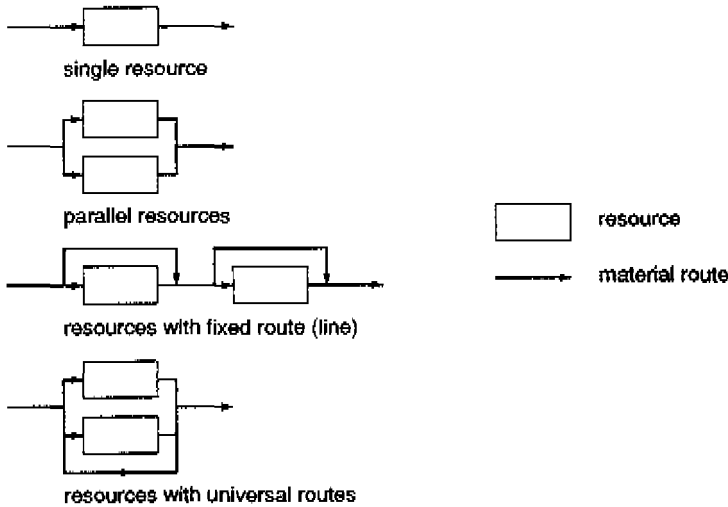 single resource
parallel resources
resource
material route
resources with fixed route (line)
resources with universal routes